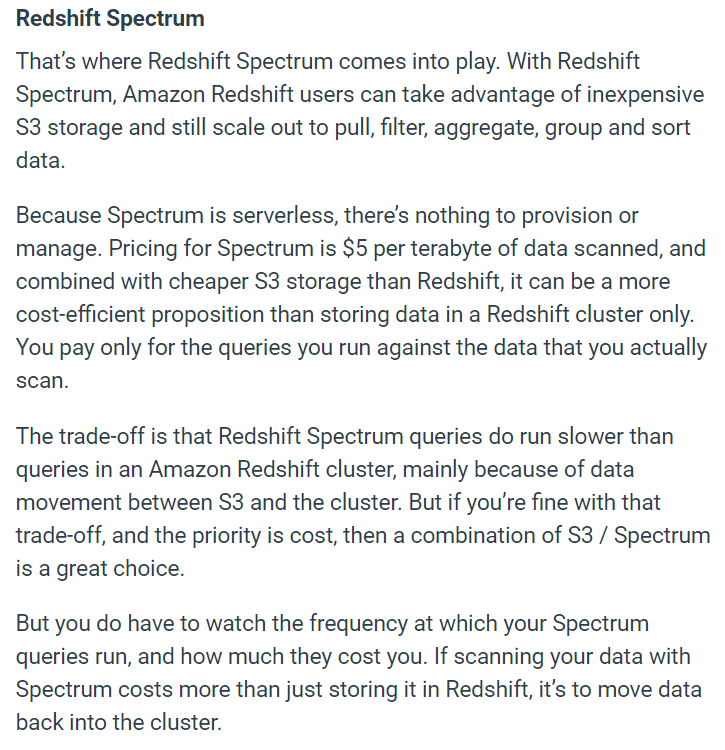 Redshift Spectrum
That’s where Redshift Spectrum comes into play. With Redshift
Spectrum, Amazon Redshift users can take advantage of inexpensive
S3 storage and still scale out to pull, filter, aggregate, group and sort
data.
Because Spectrum is serverless, there’s nothing to provision or
manage. Pricing for Spectrum is $5 per terabyte of data scanned, and
combined with cheaper S3 storage than Redshift, it can be a more
cost-efficient proposition than storing data in a Redshift cluster only.
You pay only for the queries you run against the data that you actually
scan.
The trade-off is that Redshift Spectrum queries do run slower than
queries in an Amazon Redshift cluster, mainly because of data
movement between S3 and the cluster. But if you’re fine with that
trade-off, and the priority is cost, then a combination of S3 / Spectrum
is a great choice.
But you do have to watch the frequency at which your Spectrum
queries run, and how much they cost you. If scanning your data with
Spectrum costs more than just storing it in Redshift, it’s to move data
back into the cluster.